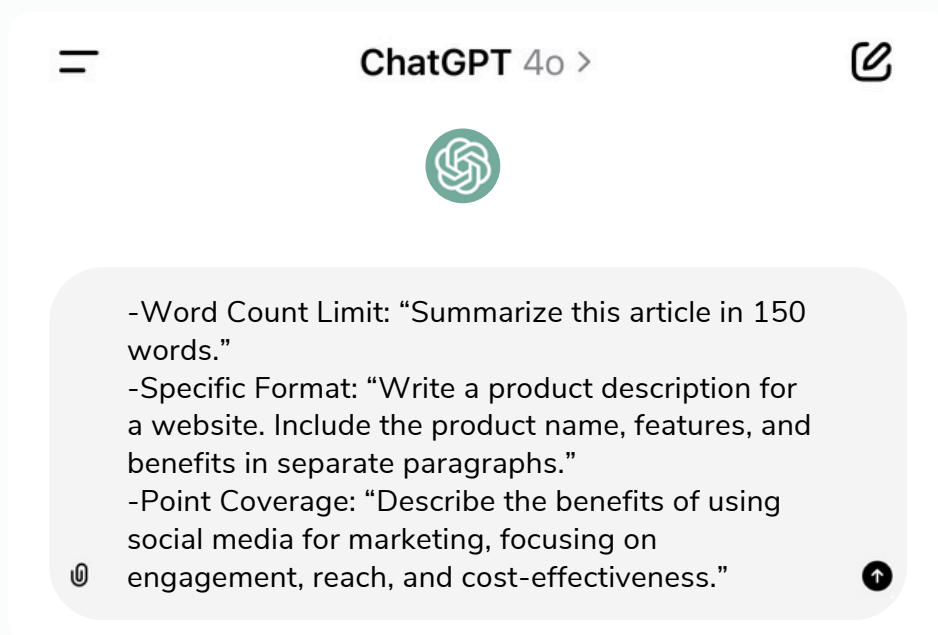 ChatGPT 4o >
-Word Count Limit: “Summarize this article in 150
words.”
-Specific Format: “Write a product description for
a website. Include the product name, features, and
benefits in separate paragraphs.”
-Point Coverage: “Describe the benefits of using
social media for marketing, focusing on
engagement, reach, and cost-effectiveness.”